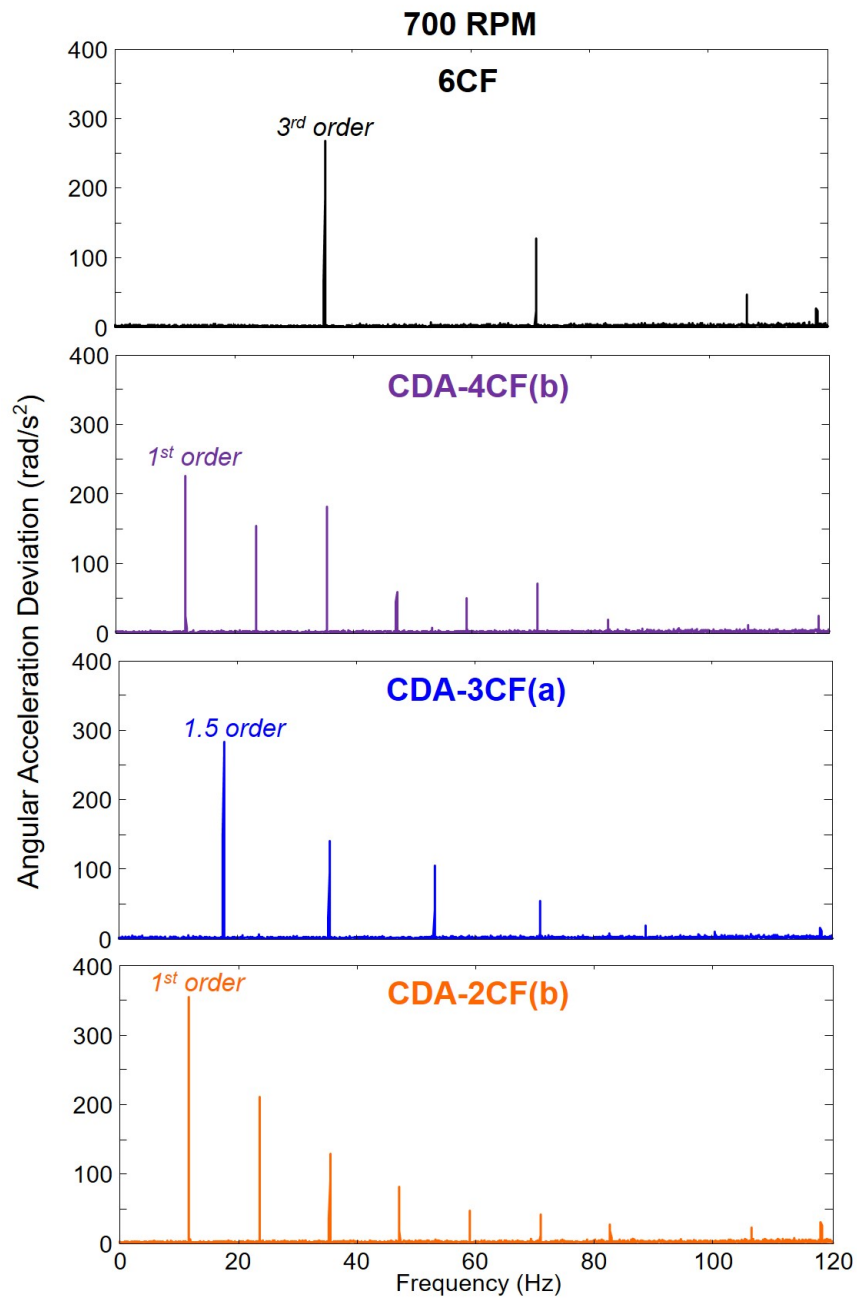 700 RPM
6CF
3rd order
400
300
200
100
0
CDA-4CF(b)
1st order
400
300
200
100
0
CDA-3CF(a)
1.5 order
400
300
200
100
0
CDA-2CF(b)
1st order
400
300
200
100
0
0 20 40 60 80 100 120
Frequency (Hz)
Angular Acceleration Deviation (rad/s²)